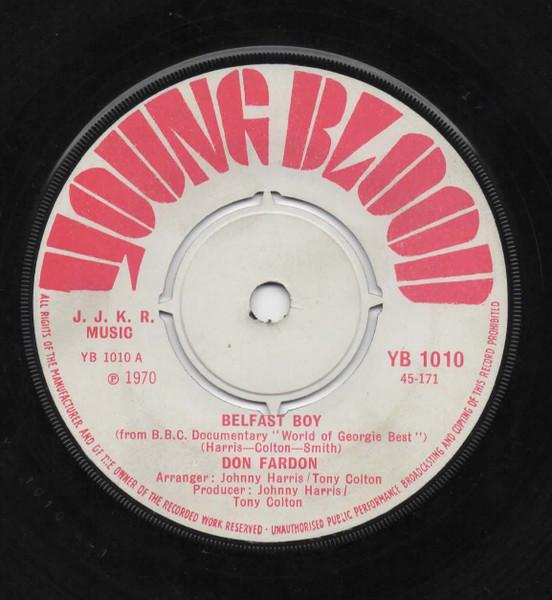 YOUNG BLOOD
J. J. K. R.
MUSIC
YB 1010 A
℗ 1970
YB 1010
45-171
BELFAST BOY
(from B.B.C. Documentary "World of Georgie Best")
(Harris—Colton—Smith)
DON FARDON
Arranger: Johnny Harris/Tony Colton
Producer: Johnny Harris/
Tony Colton
ALL RIGHTS OF THE MANUFACTURER AND OF THE OWNER OF THE RECORDED WORK RESERVED · UNAUTHORISED PUBLIC PERFORMANCE BROADCASTING AND COPYING OF THIS RECORD PROHIBITED